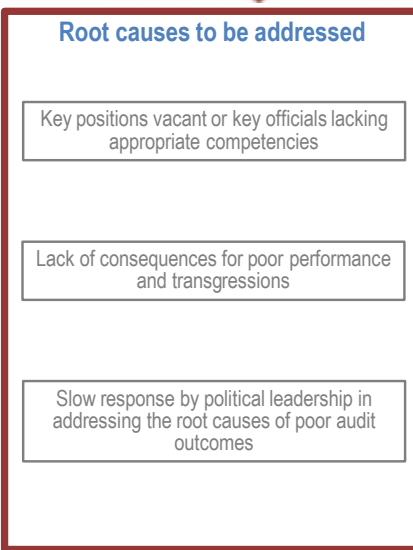 Root causes to be addressed
Key positions vacant or key officials lacking
appropriate competencies
Lack of consequences for poor performance
and transgressions
Slow response by political leadership in
addressing the root causes of poor audit
outcomes